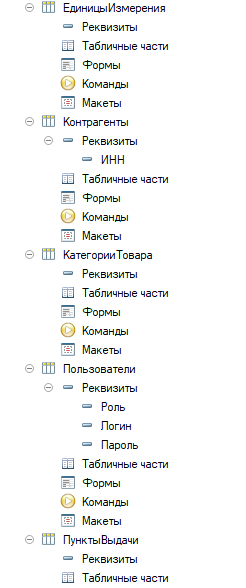 ЕдиницыИзмерения
Реквизиты
Табличные части
Формы
Команды
Макеты
Контрагенты
Реквизиты
ИНН
Табличные части
Формы
Команды
Макеты
КатегорииТовара
Реквизиты
Табличные части
Формы
Команды
Макеты
Пользователи
Реквизиты
Роль
Логин
Пароль
Табличные части
Формы
Команды
Макеты
ПунктыВыдачи
Реквизиты
Табличные части